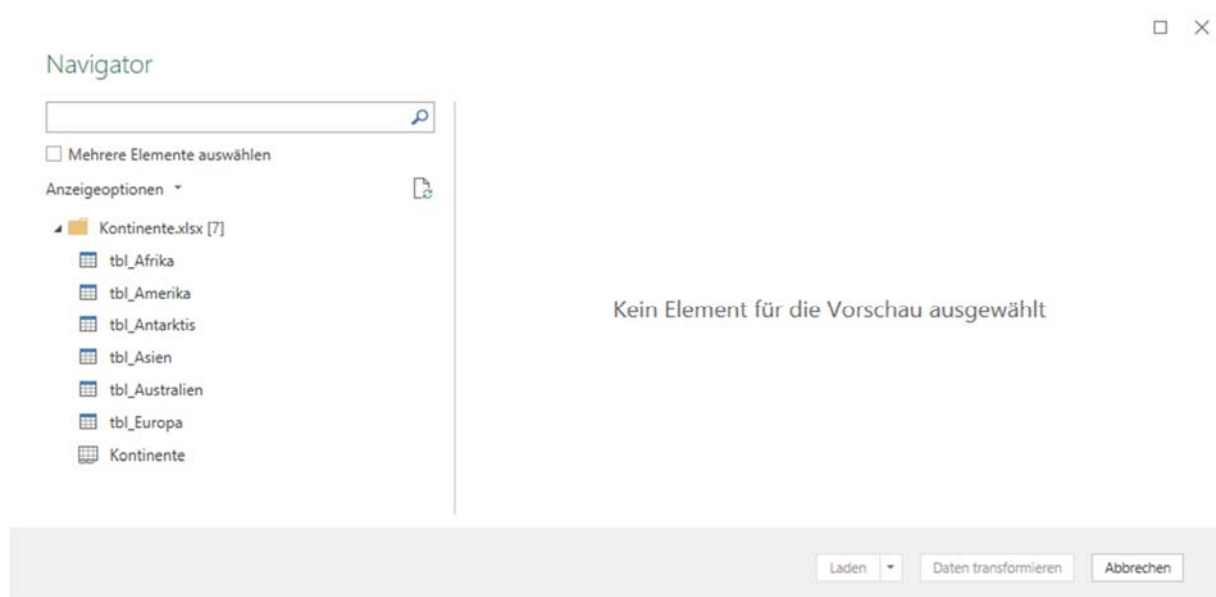 Navigator
Mehrere Elemente auswählen
Anzeigeoptionen
Kontinente.xlsx [7]
tbl_Afrika
tbl_Amerika
tbl_Antarktis
tbl_Asien
tbl_Australien
tbl_Europa
Kontinente
Kein Element für die Vorschau ausgewählt
Laden
Daten transformieren
Abbrechen